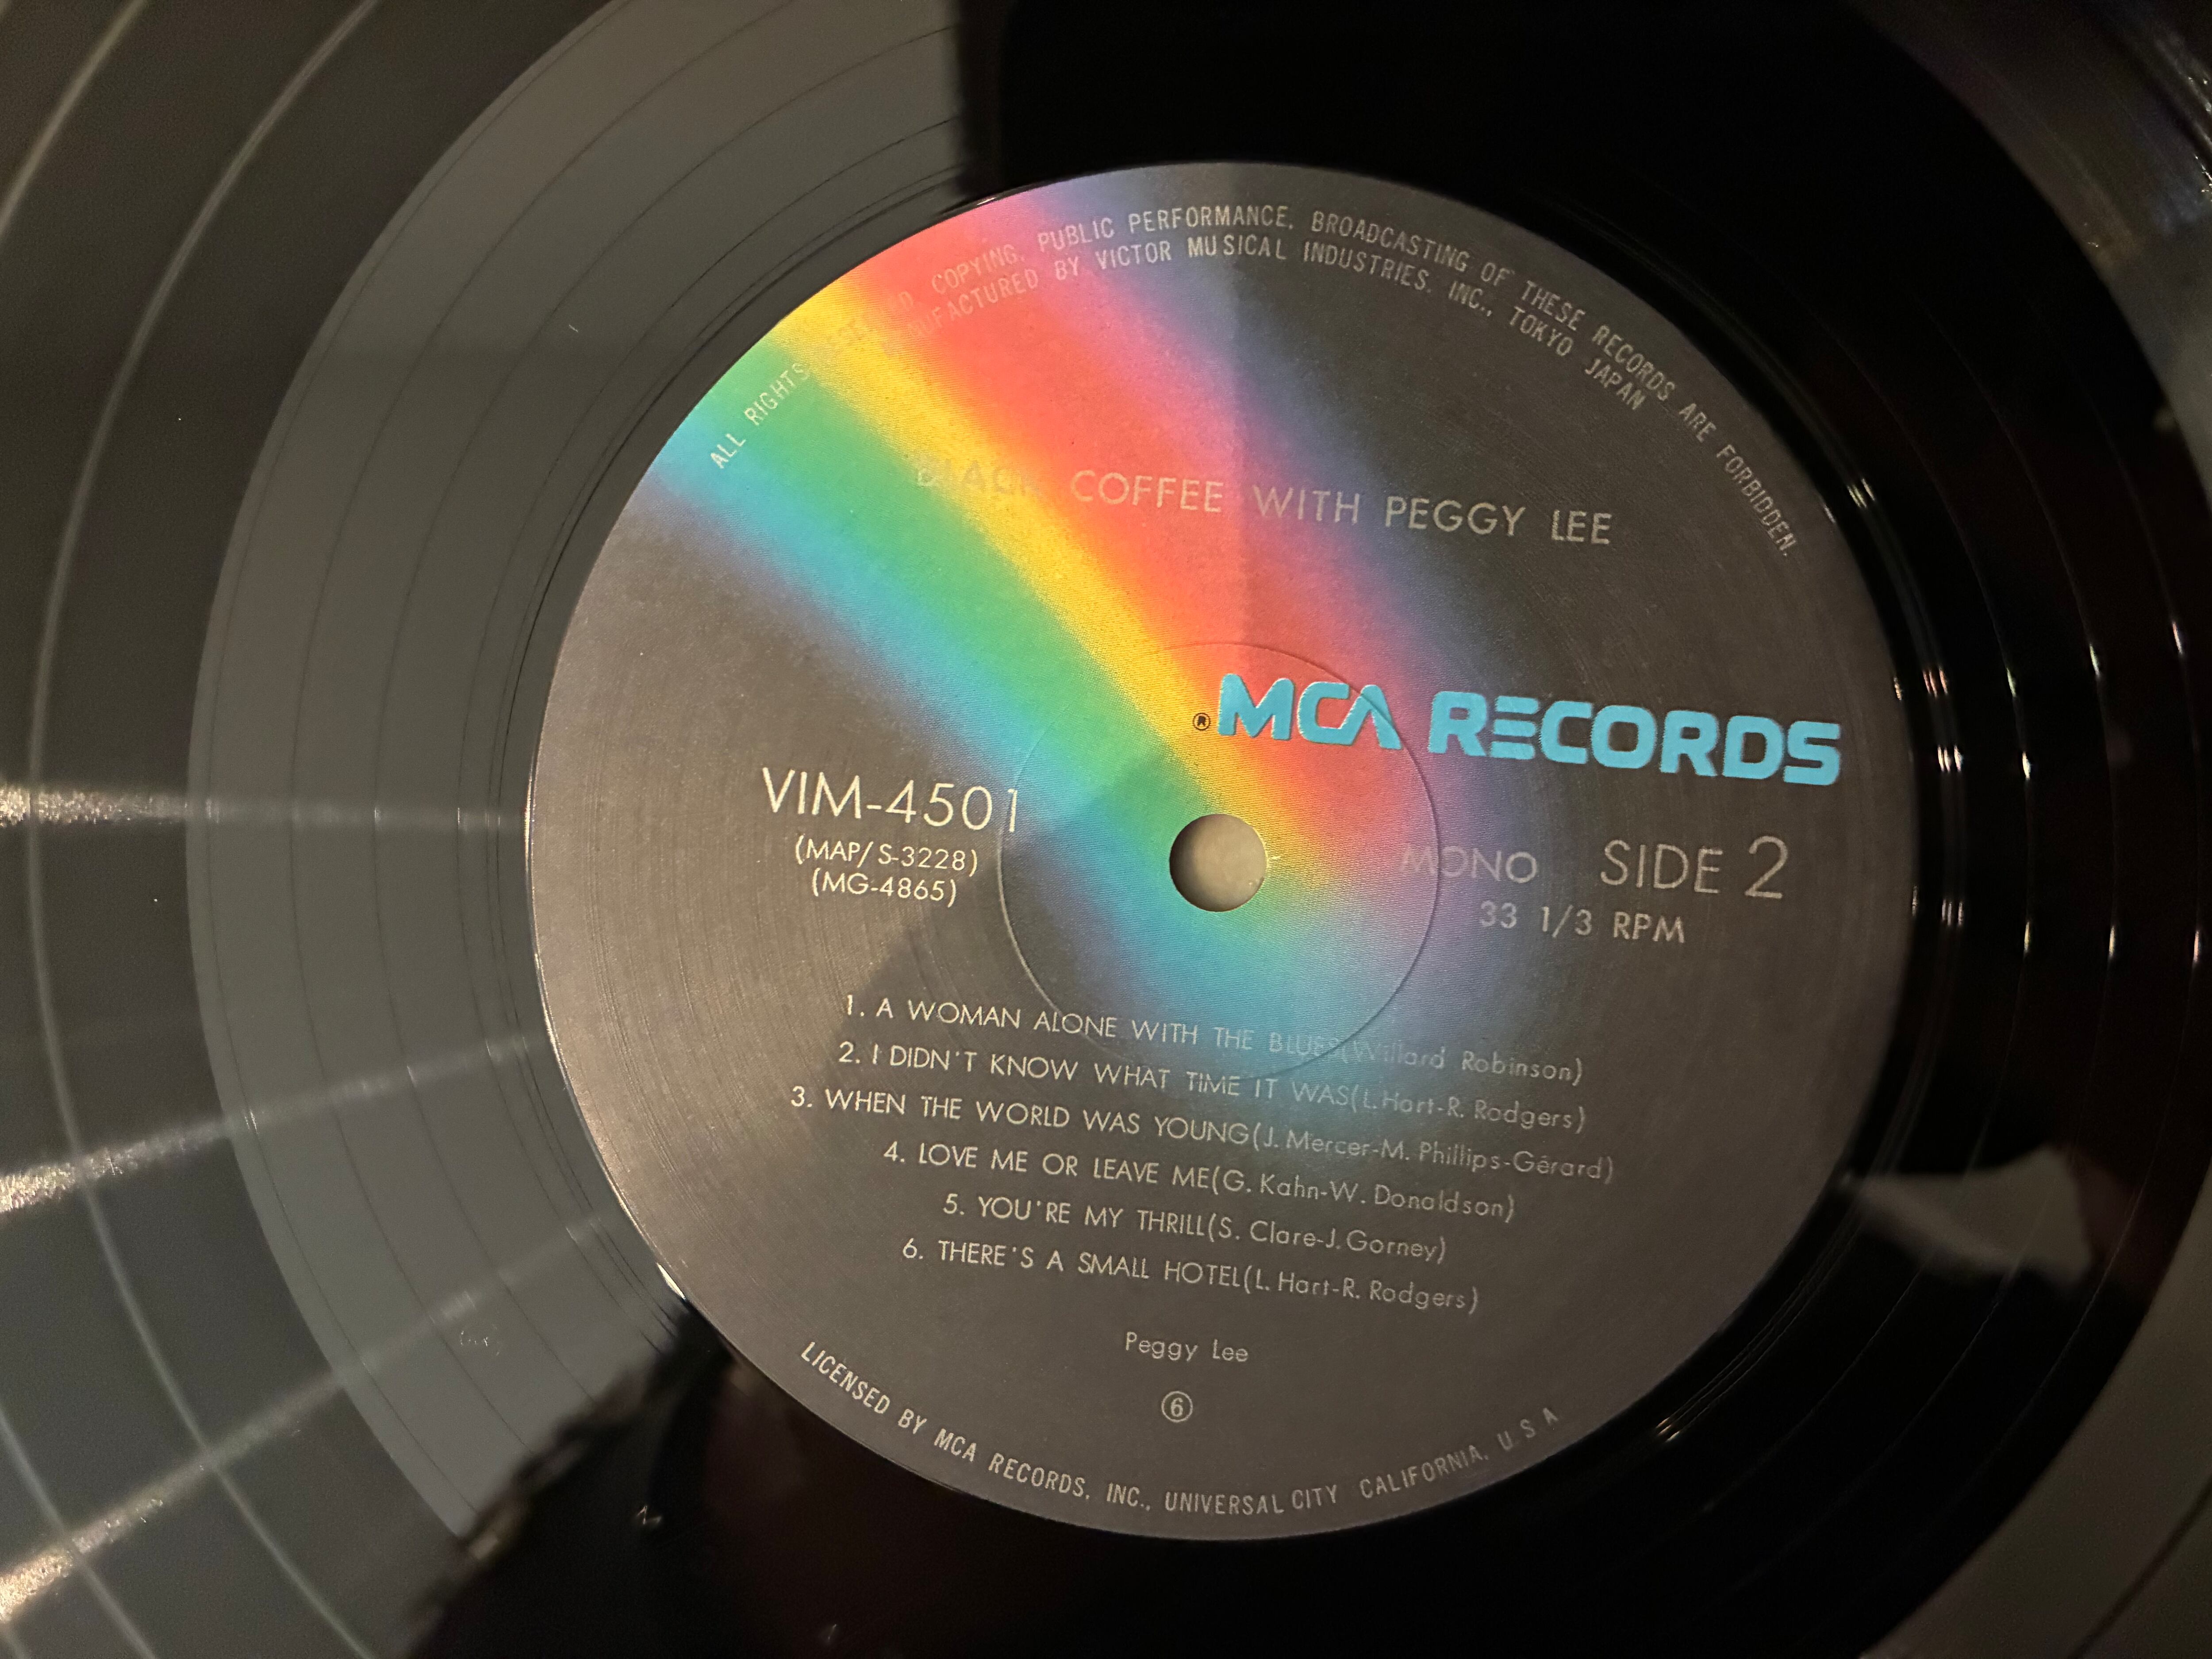 ALL RIGHTS RESERVED COPYING, PUBLIC PERFORMANCE, BROADCASTING OF THESE RECORDS ARE FORBIDDEN.
MANUFACTURED BY VICTOR MUSICAL INDUSTRIES, INC., TOKYO JAPAN
BLACK COFFEE WITH PEGGY LEE
®MCA RECORDS
VIM-4501
(MAP/S-3228)
(MG-4865)
MONO SIDE 2
33 1/3 RPM
1. A WOMAN ALONE WITH THE BLUES(Willard Robinson)
2. I DIDN'T KNOW WHAT TIME IT WAS(L.Hart-R. Rodgers)
3. WHEN THE WORLD WAS YOUNG(J. Mercer-M. Phillips-Gérard)
4. LOVE ME OR LEAVE ME(G. Kahn-W. Donaldson)
5. YOU'RE MY THRILL(S. Clare-J. Gorney)
6. THERE'S A SMALL HOTEL(L. Hart-R. Rodgers)
Peggy Lee
⑥
LICENSED BY MCA RECORDS, INC., UNIVERSAL CITY CALIFORNIA, U.S.A